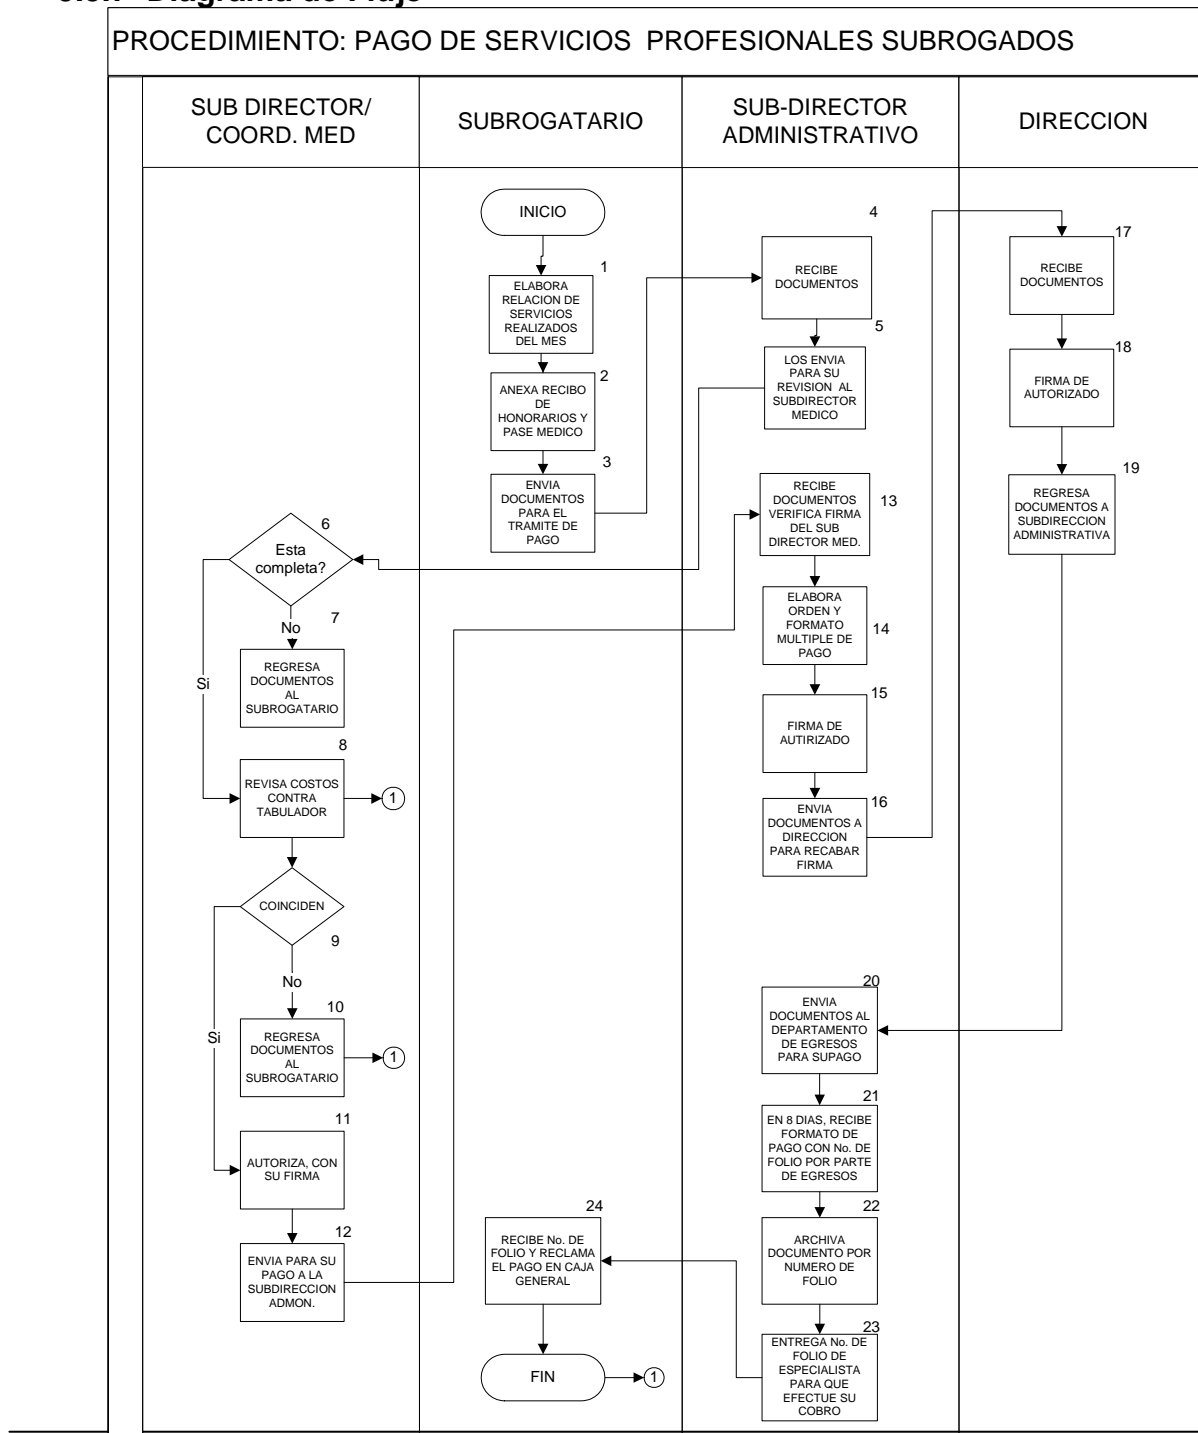 PROCEDIMIENTO: PAGO DE SERVICIOS PROFESIONALES SUBROGADOS
SUB DIRECTOR/
COORD. MED
SUBROGATARIO
SUB-DIRECTOR
ADMINISTRATIVO
DIRECCION
INICIO
1
ELABORA
RELACION DE
SERVICIOS
REALIZADOS
DEL MES
2
ANEXA RECIBO
DE
HONORARIOS Y
PASE MEDICO
3
ENVIA
DOCUMENTOS
PARA EL
TRAMITE DE
PAGO
4
RECIBE
DOCUMENTOS
5
LOS ENVIA
PARA SU
REVISION AL
SUBDIRECTOR
MEDICO
6
Esta
completa?
No
Si
7
REGRESA
DOCUMENTOS
AL
SUBROGATARIO
8
REVISA COSTOS
CONTRA
TABULADOR
1
COINCIDEN
9
No
Si
10
REGRESA
DOCUMENTOS
AL
SUBROGATARIO
1
11
AUTORIZA, CON
SU FIRMA
12
ENVIA PARA SU
PAGO A LA
SUBDIRECCION
ADMON.
13
RECIBE
DOCUMENTOS
VERIFICA FIRMA
DEL SUB
DIRECTOR MED.
14
ELABORA
ORDEN Y
FORMATO
MULTIPLE DE
PAGO
15
FIRMA DE
AUTIRIZADO
16
ENVIA
DOCUMENTOS A
DIRECCION
PARA RECABAR
FIRMA
17
RECIBE
DOCUMENTOS
18
FIRMA DE
AUTORIZADO
19
REGRESA
DOCUMENTOS A
SUBDIRECCION
ADMINISTRATIVA
20
ENVIA
DOCUMENTOS AL
DEPARTAMENTO
DE EGRESOS
PARA SUPAGO
21
EN 8 DIAS, RECIBE
FORMATO DE
PAGO CON No. DE
FOLIO POR PARTE
DE EGRESOS
22
ARCHIVA
DOCUMENTO POR
NUMERO DE
FOLIO
23
ENTREGA No. DE
FOLIO DE
ESPECIALISTA
PARA QUE
EFECTUE SU
COBRO
24
RECIBE No. DE
FOLIO Y RECLAMA
EL PAGO EN CAJA
GENERAL
FIN
1